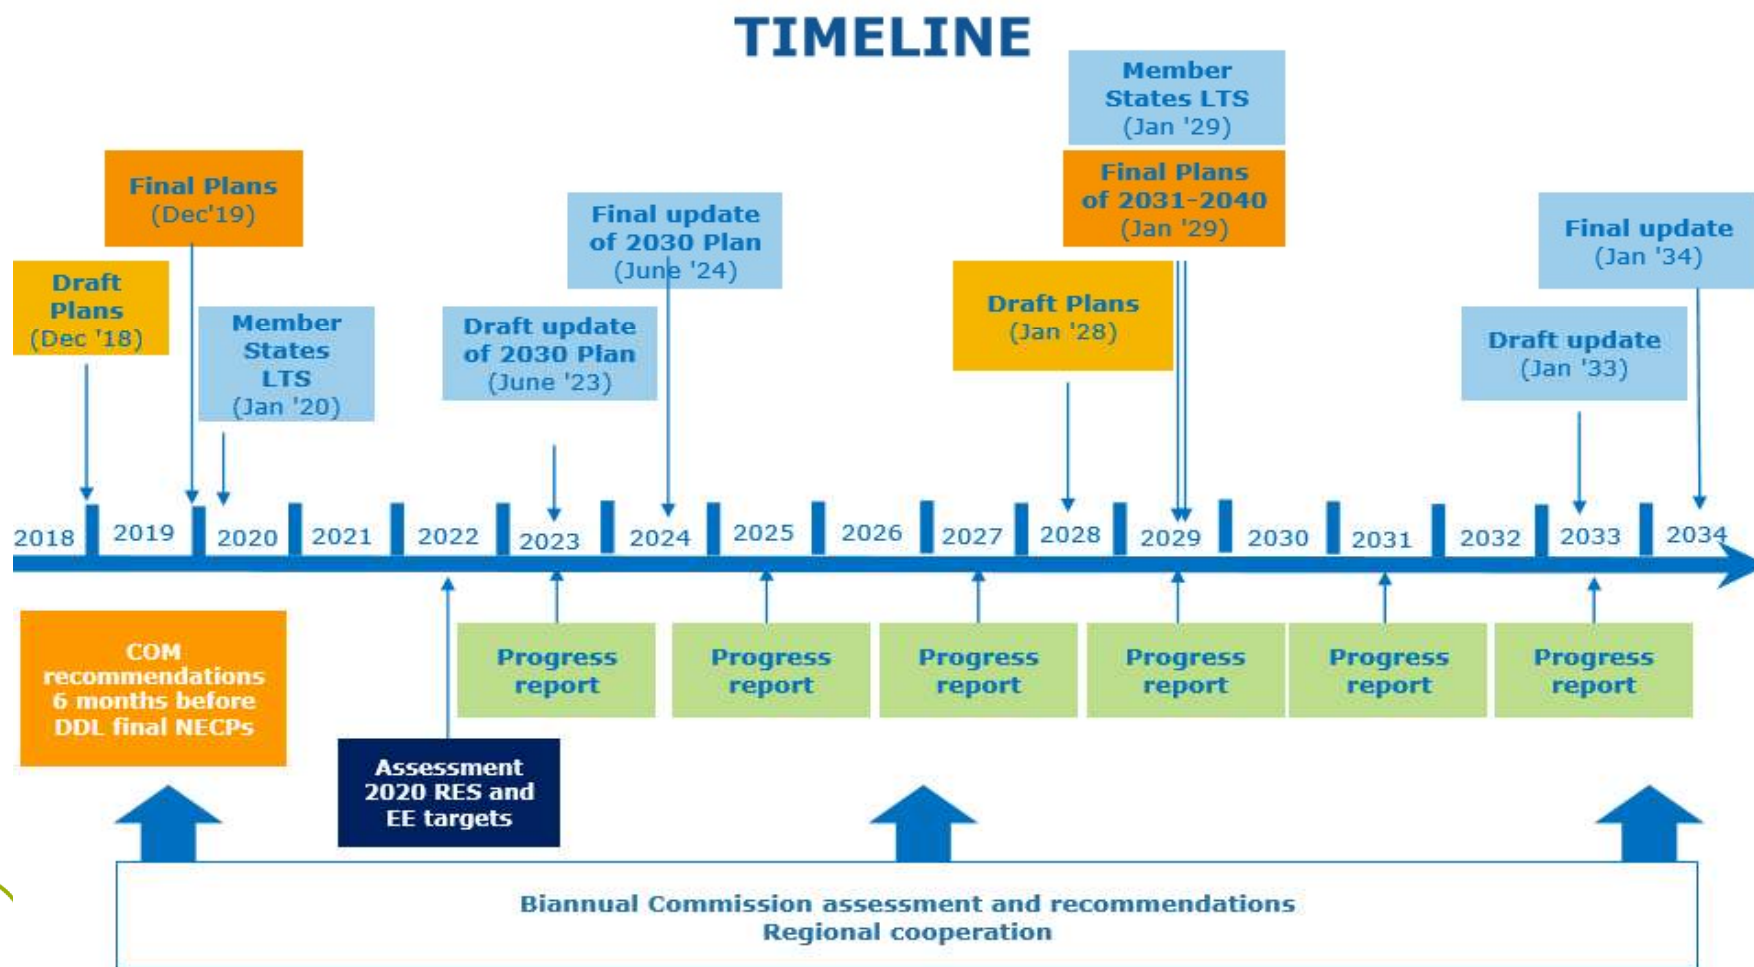 TIMELINE
Member
States LTS
(Jan '29)
Final Plans
(Dec'19)
Final Plans
of 2031-2040
(Jan '29)
Final update
of 2030 Plan
(June '24)
Final update
(Jan '34)
Draft
Plans
(Dec '18)
Member
States
LTS
(Jan '20)
Draft update
of 2030 Plan
(June '23)
Draft Plans
(Jan '28)
Draft update
(Jan '33)
2018 2019 2020 2021 2022 2023 2024 2025 2026 2027 2028 2029 2030 2031 2032 2033 2034
COM
recommendations
6 months before
DDL final NECPs
Progress
report
Progress
report
Progress
report
Progress
report
Progress
report
Progress
report
Assessment
2020 RES and
EE targets
Biannual Commission assessment and recommendations
Regional cooperation